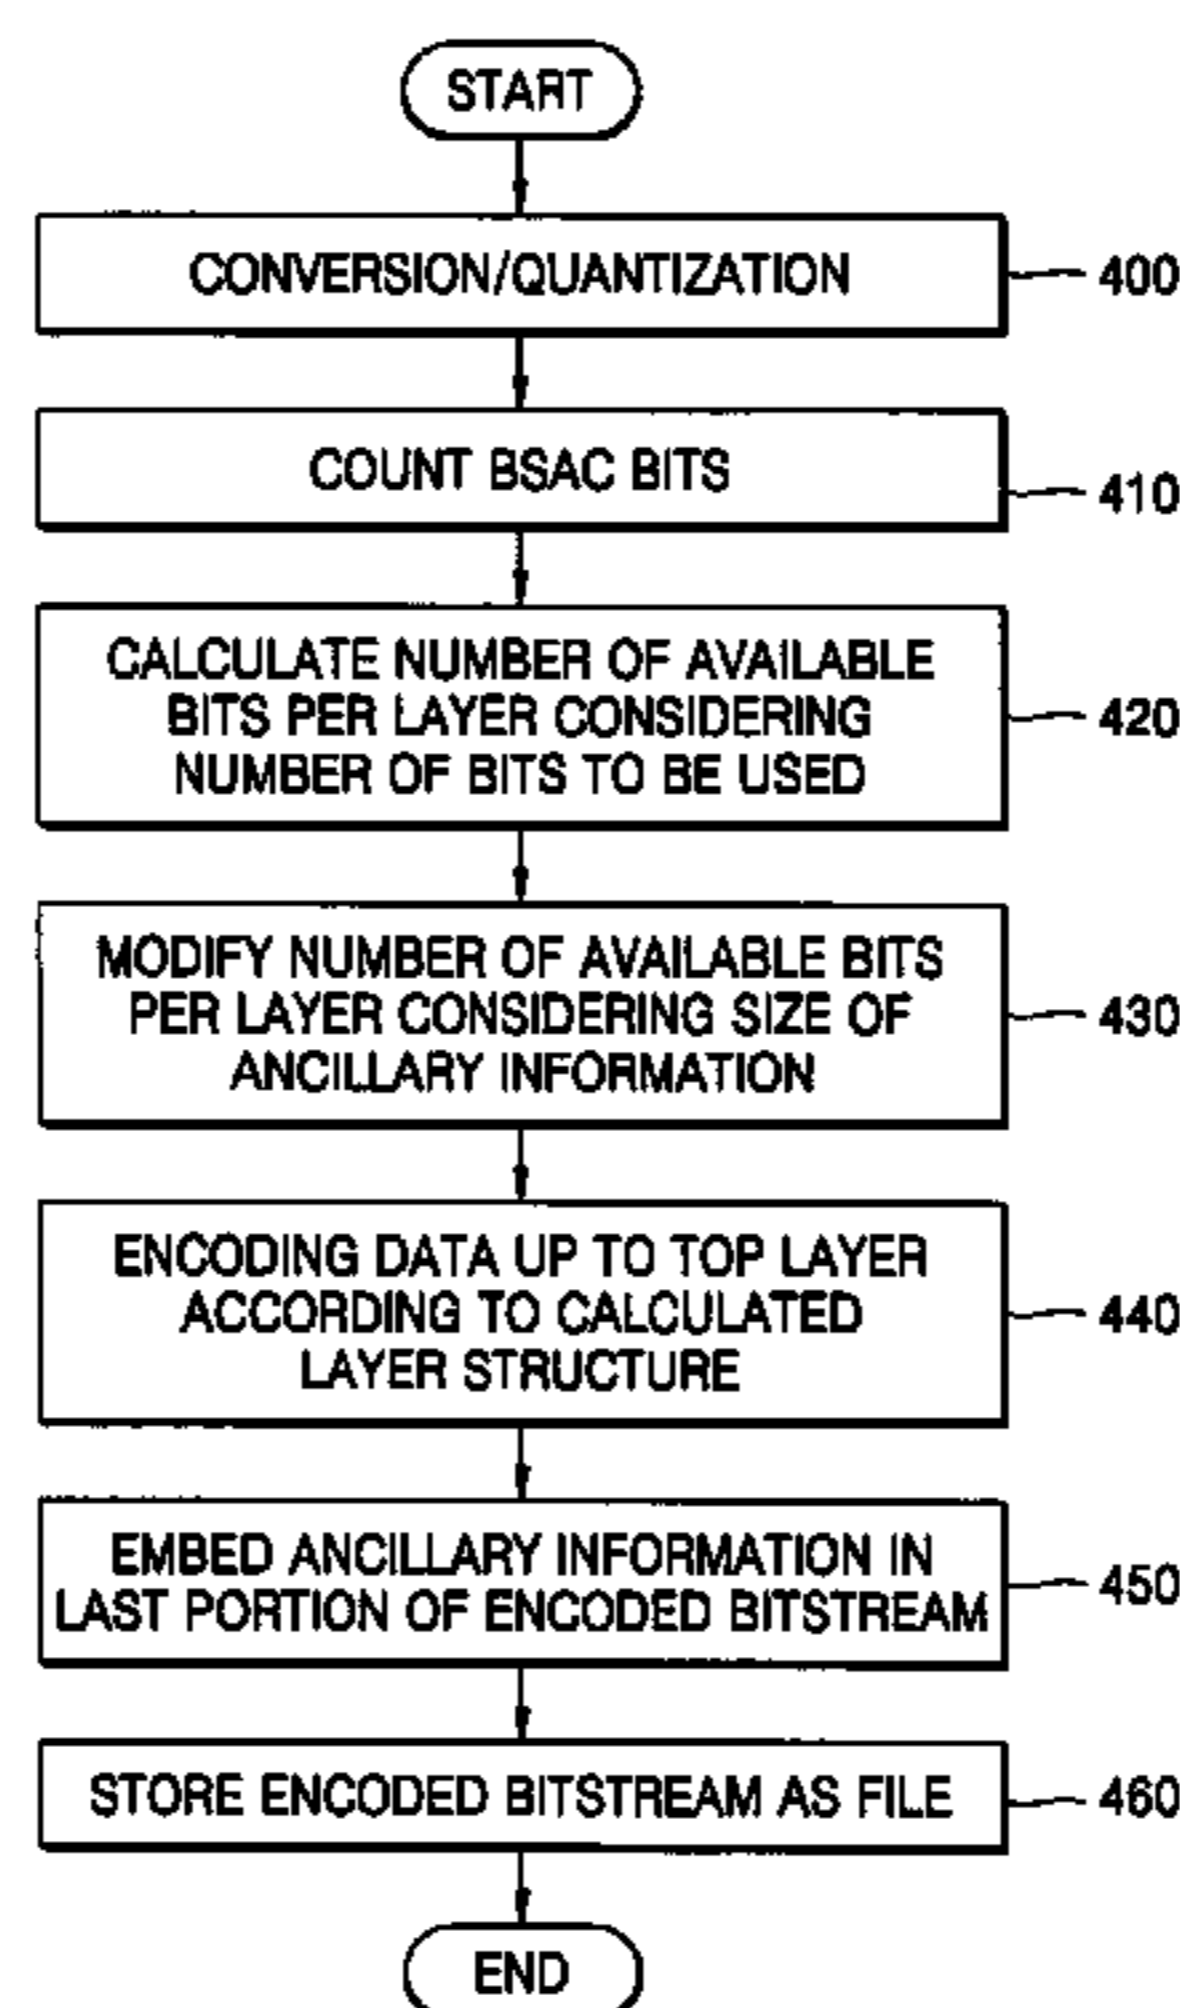 START
CONVERSION/QUANTIZATION
400
COUNT BSAC BITS
410
CALCULATE NUMBER OF AVAILABLE
BITS PER LAYER CONSIDERING
NUMBER OF BITS TO BE USED
420
MODIFY NUMBER OF AVAILABLE BITS
PER LAYER CONSIDERING SIZE OF
ANCILLARY INFORMATION
430
ENCODING DATA UP TO TOP LAYER
ACCORDING TO CALCULATED
LAYER STRUCTURE
440
EMBED ANCILLARY INFORMATION IN
LAST PORTION OF ENCODED BITSTREAM
450
STORE ENCODED BITSTREAM AS FILE
460
END